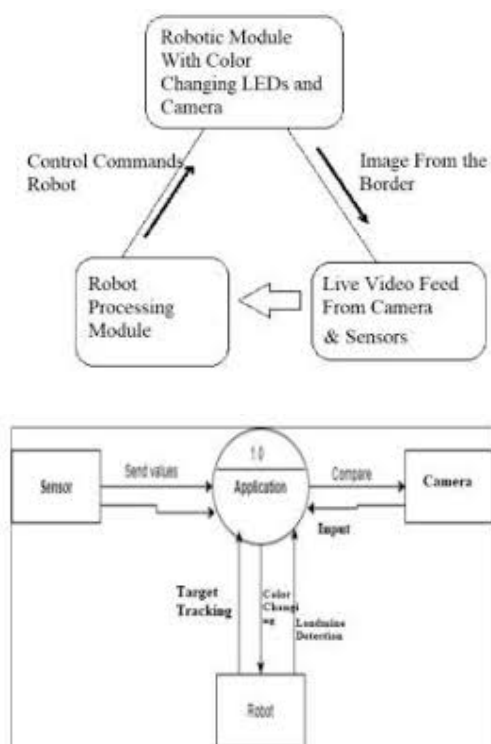 Robotic Module
With Color
Changing LEDs and
Camera
Control Commands
Robot
Image From the
Border
Robot
Processing
Module
Live Video Feed
From Camera
& Sensors
1.0
Application
Sensor
Send values
Compare
Camera
Input
Target
Tracking
Color
Changi
ng
Landmine
Detection
Robot